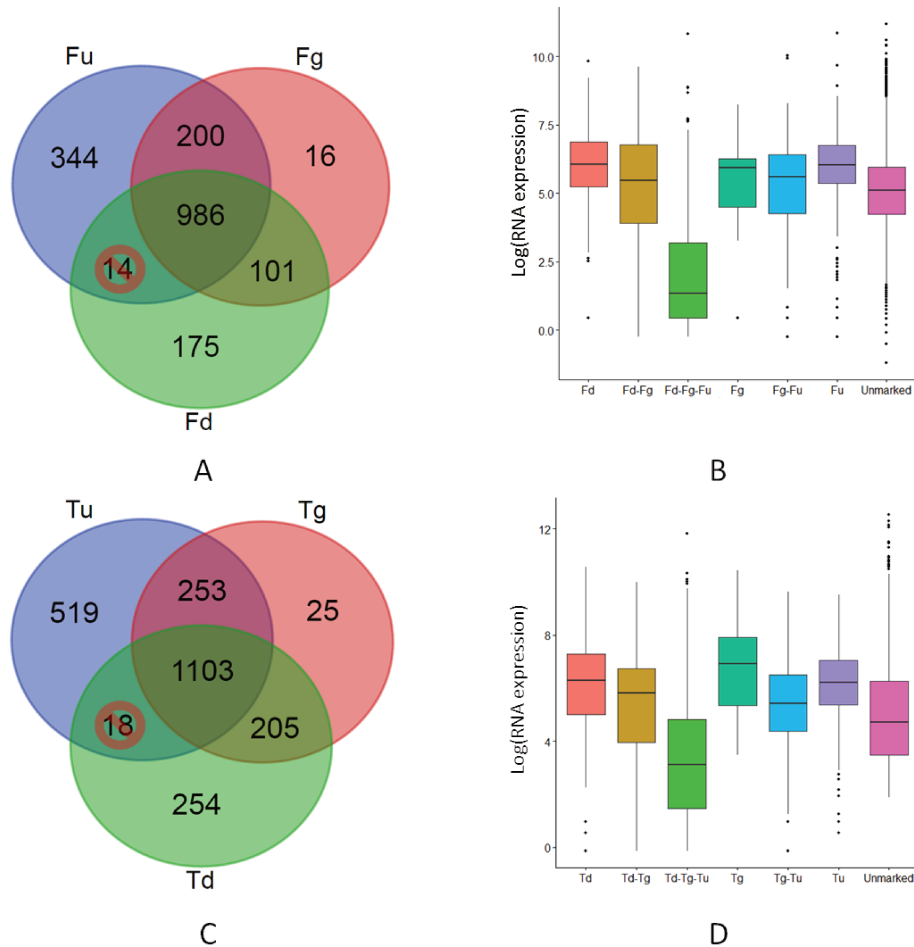 Fu Fg
344 200 16
986
14 101
175
Fd
A
Log(RNA expression)
10.0
7.5
5.0
2.5
0.0
Fd Fd-Fg Fd-Fg-Fu Fg Fg-Fu Fu Unmarked
B
Tu Tg
519 253 25
1103
18 205
254
Td
C
Log(RNA expression)
12
8
4
0
Td Td-Tg Td-Tg-Tu Tg Tg-Tu Tu Unmarked
D